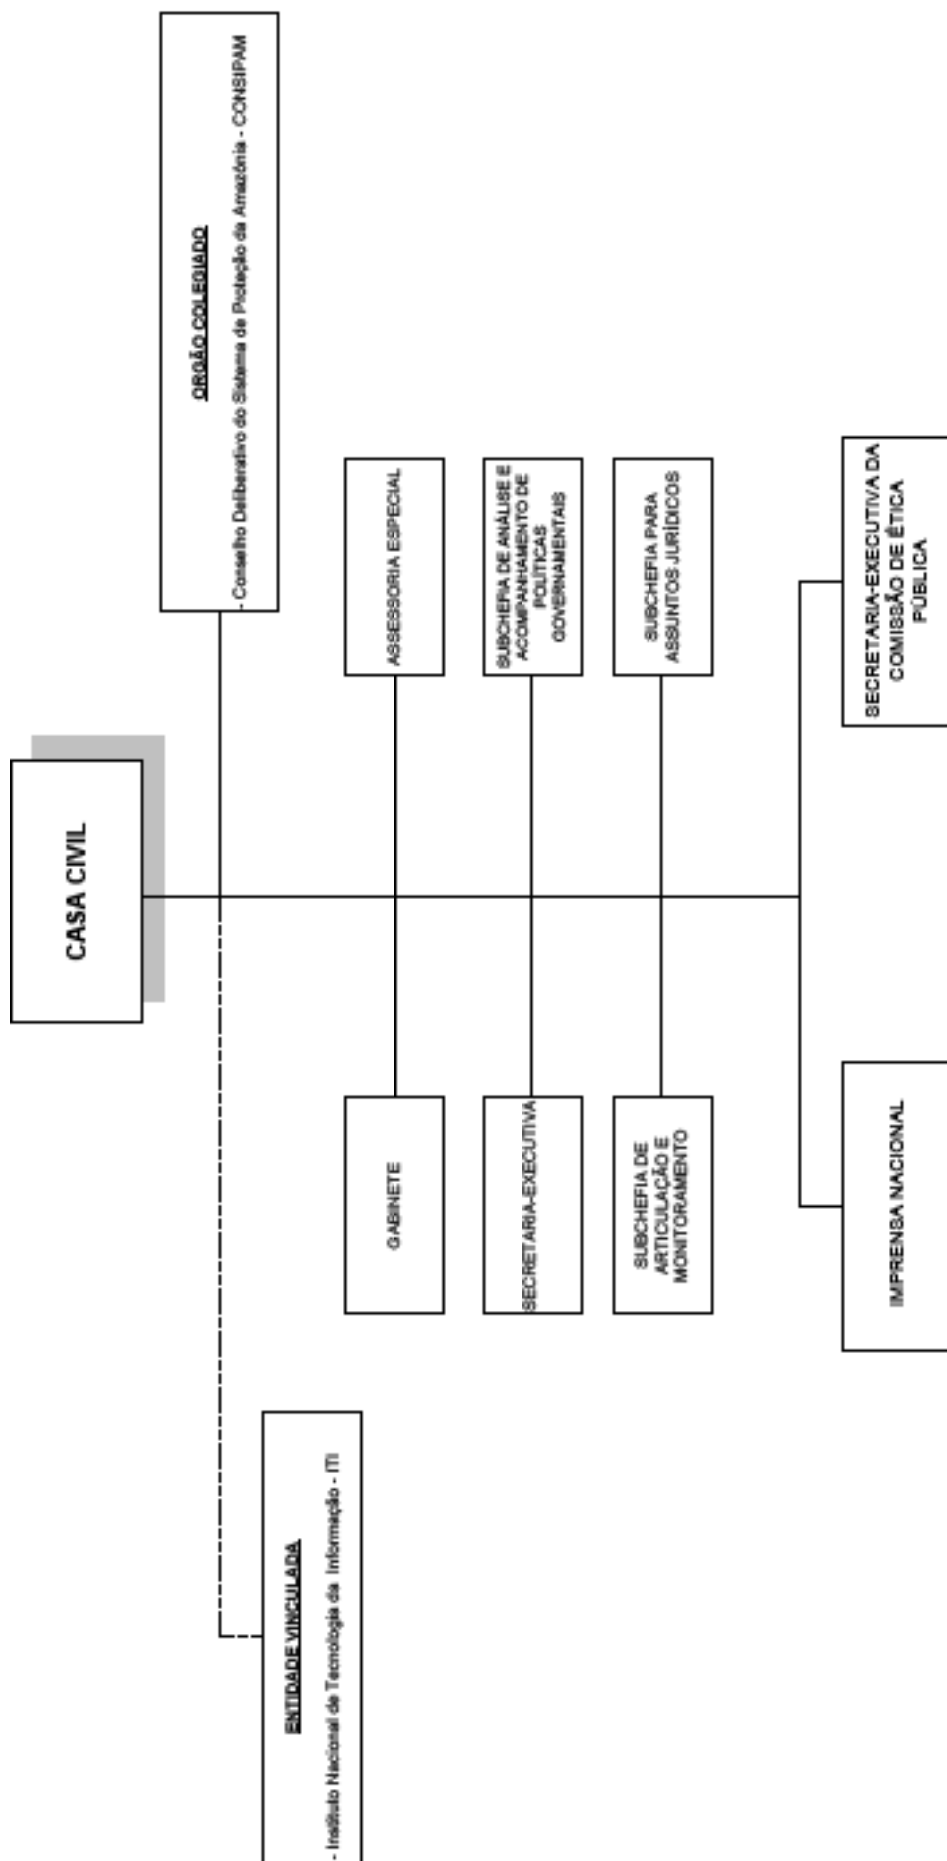 CASA CIVIL
ORGÃO COLEGIADO
- Conselho Deliberativo do Sistema de Proteção da Amazônia - CONSIPAM
ENTIDADE VINCULADA
- Instituto Nacional de Tecnologia da Informação - ITI
GABINETE
ASSESSORIA ESPECIAL
SECRETARIA-EXECUTIVA
SUBCHEFIA DE ANÁLISE E
ACOMPANHAMENTO DE
POLÍTICAS
GOVERNAMENTAIS
SUBCHEFIA DE
ARTICULAÇÃO E
MONITORAMENTO
SUBCHEFIA PARA
ASSUNTOS JURÍDICOS
IMPRENSA NACIONAL
SECRETARIA-EXECUTIVA DA
COMISSÃO DE ÉTICA
PÚBLICA